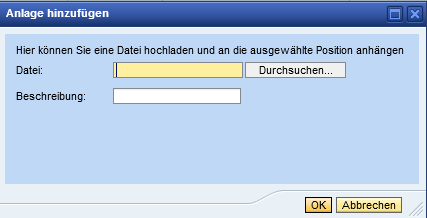 Anlage hinzufügen
Hier können Sie eine Datei hochladen und an die ausgewählte Position anhängen
Datei: Durchsuchen...
Beschreibung:
OK Abbrechen